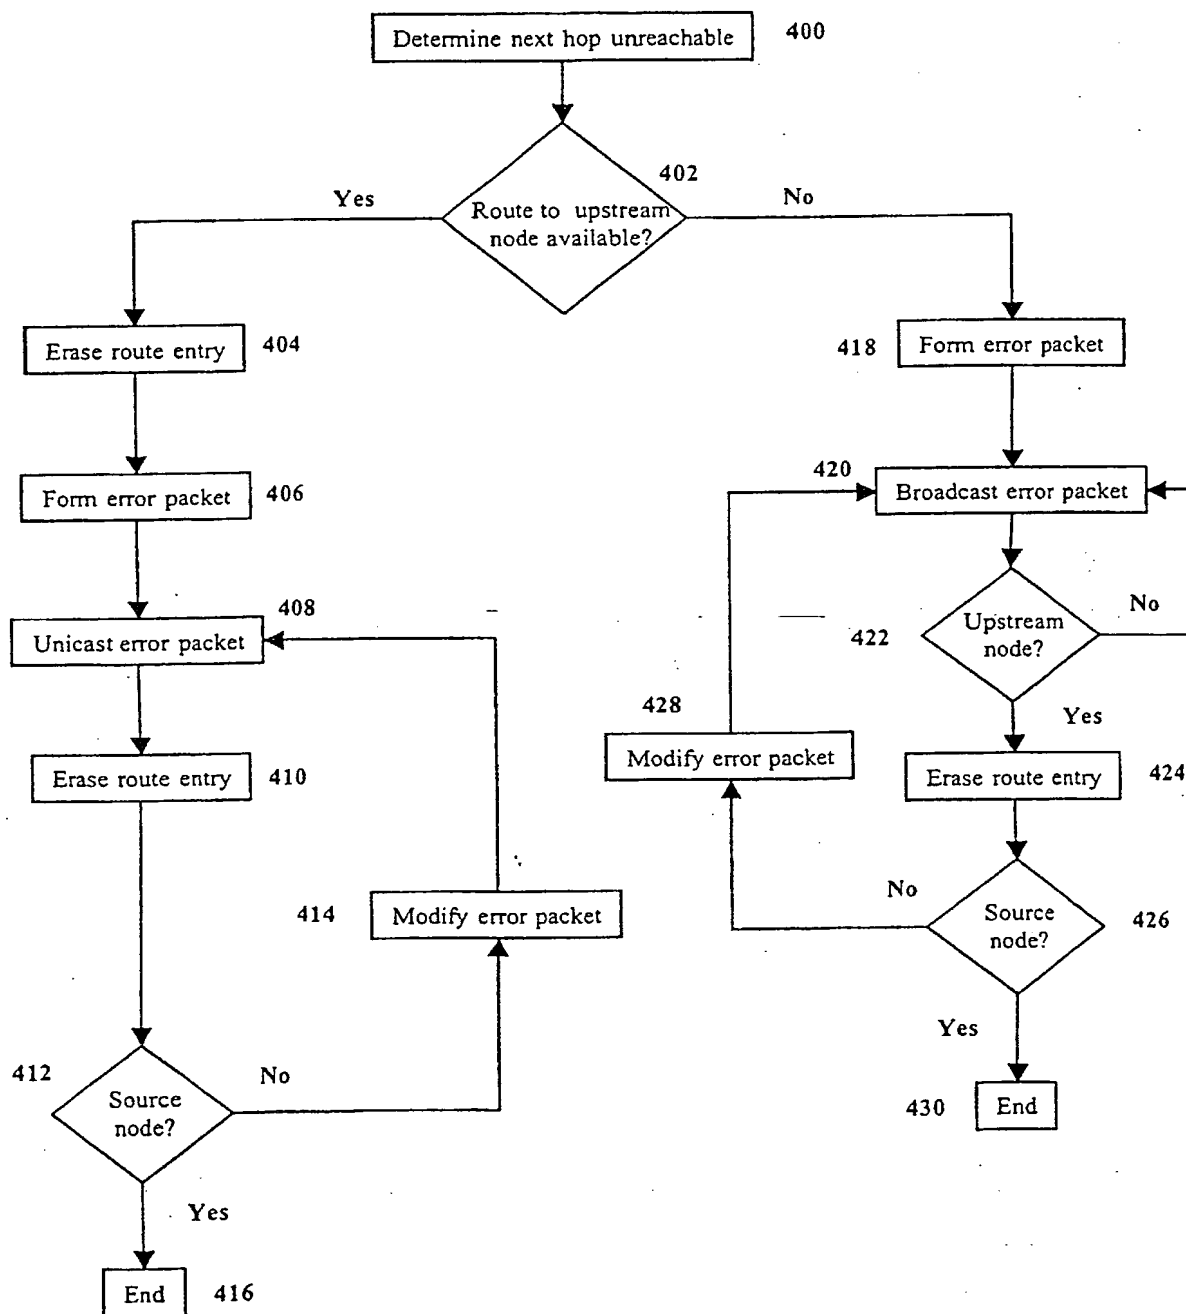 Determine next hop unreachable
400
402
Yes
No
Route to upstream
node available?
Erase route entry
404
418
Form error packet
Form error packet
406
420
Broadcast error packet
408
Unicast error packet
422
Upstream
node?
No
428
Yes
Modify error packet
Erase route entry
410
Erase route entry
424
414
Modify error packet
No
Source
node?
426
412
Source
node?
No
Yes
430
End
Yes
End
416